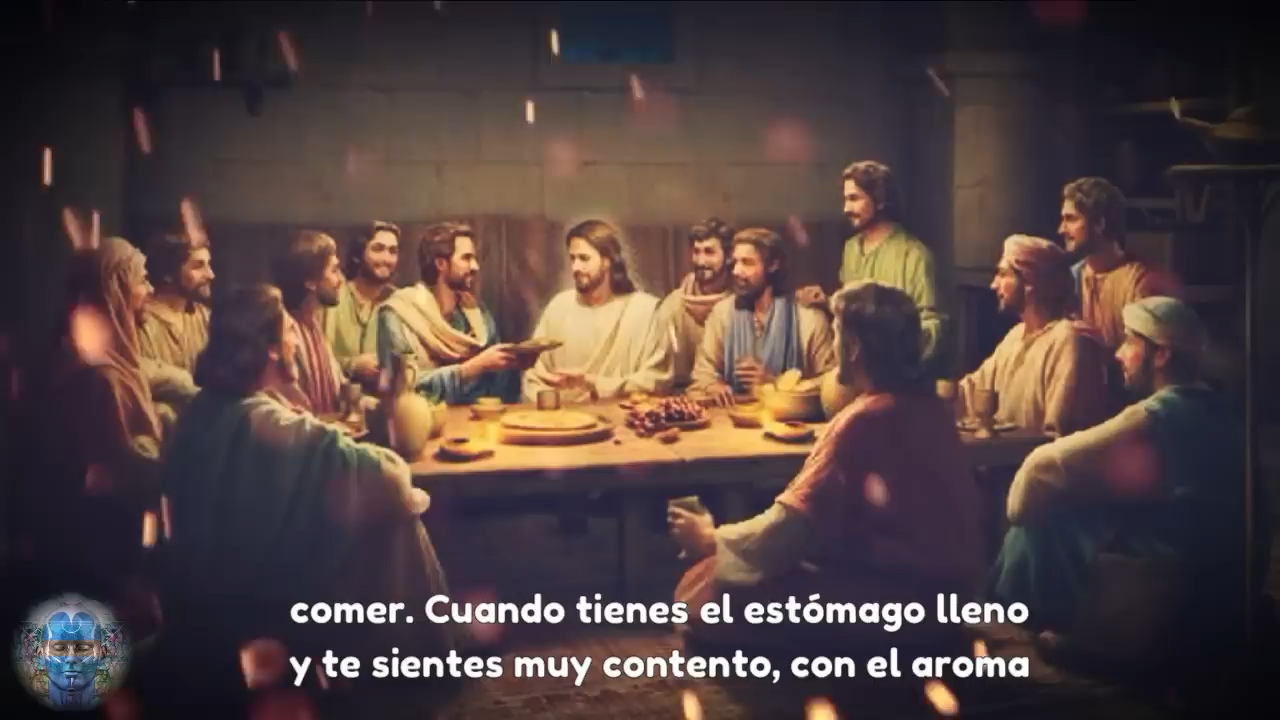 comer. Cuando tienes el estómago lleno
y te sientes muy contento, con el aroma